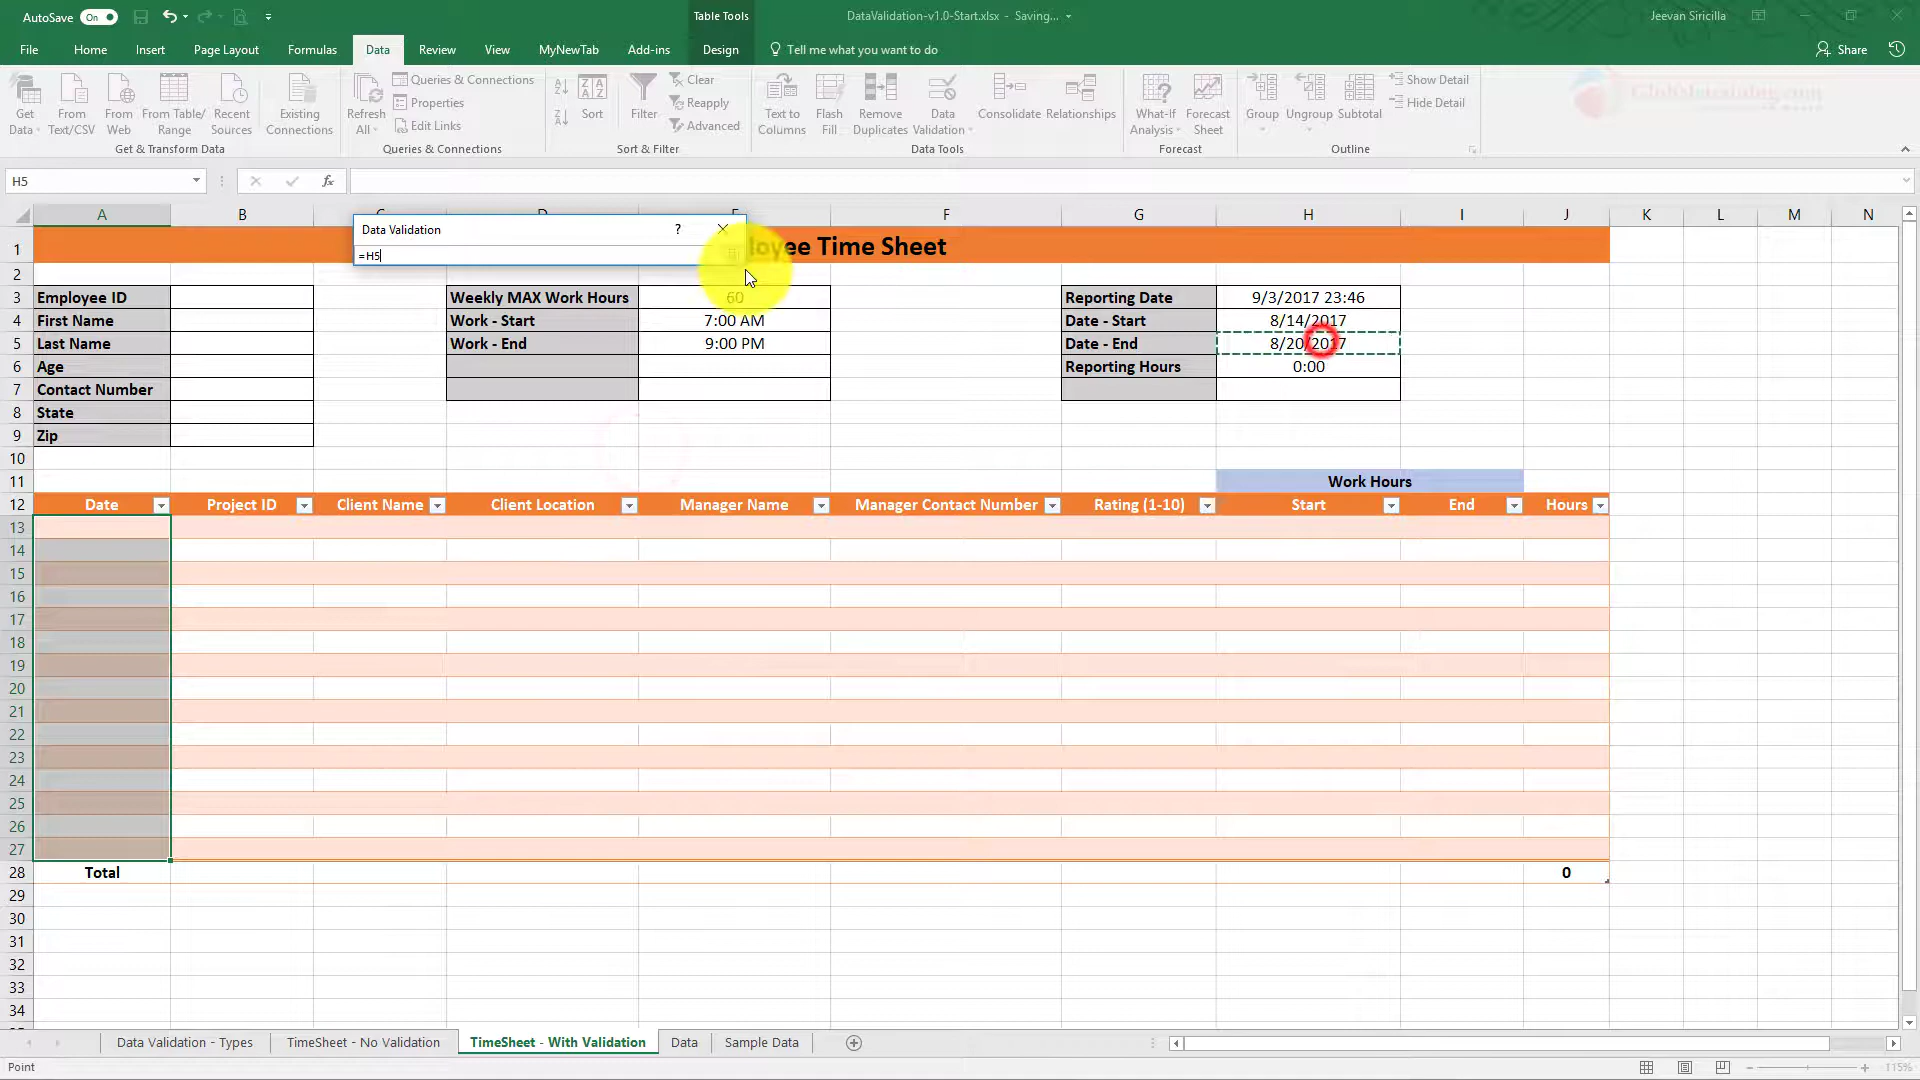 AutoSave On
Table Tools
DataValidation-v1.0-Start.xlsx - Saving...
Jeevan Siricilla
File Home Insert Page Layout Formulas Data Review View MyNewTab Add-ins Design Tell me what you want to do Share
Get Data
From Text/CSV
From Web
From Table/ Range
Recent Sources
Existing Connections
Get & Transform Data
Refresh All
Queries & Connections
Properties
Edit Links
Queries & Connections
Sort
Filter
Clear
Reapply
Advanced
Sort & Filter
Text to Columns
Flash Fill
Remove Duplicates
Data Validation
Consolidate
Relationships
Data Tools
What-If Analysis
Forecast Sheet
Forecast
Group
Ungroup
Subtotal
Show Detail
Hide Detail
Outline
H5 fx
A B C D E F G H I J K L M N
Data Validation ?
=H5
1 loyee Time Sheet
2
3 Employee ID Weekly MAX Work Hours 60 Reporting Date 9/3/2017 23:46
4 First Name Work - Start 7:00 AM Date - Start 8/14/2017
5 Last Name Work - End 9:00 PM Date - End 8/20/2017
6 Age Reporting Hours 0:00
7 Contact Number
8 State
9 Zip
10
11 Work Hours
12 Date Project ID Client Name Client Location Manager Name Manager Contact Number Rating (1-10) Start End Hours
13
14
15
16
17
18
19
20
21
22
23
24
25
26
27
28 Total 0
29
30
31
32
33
34
Data Validation - Types TimeSheet - No Validation TimeSheet - With Validation Data Sample Data
Point 115%